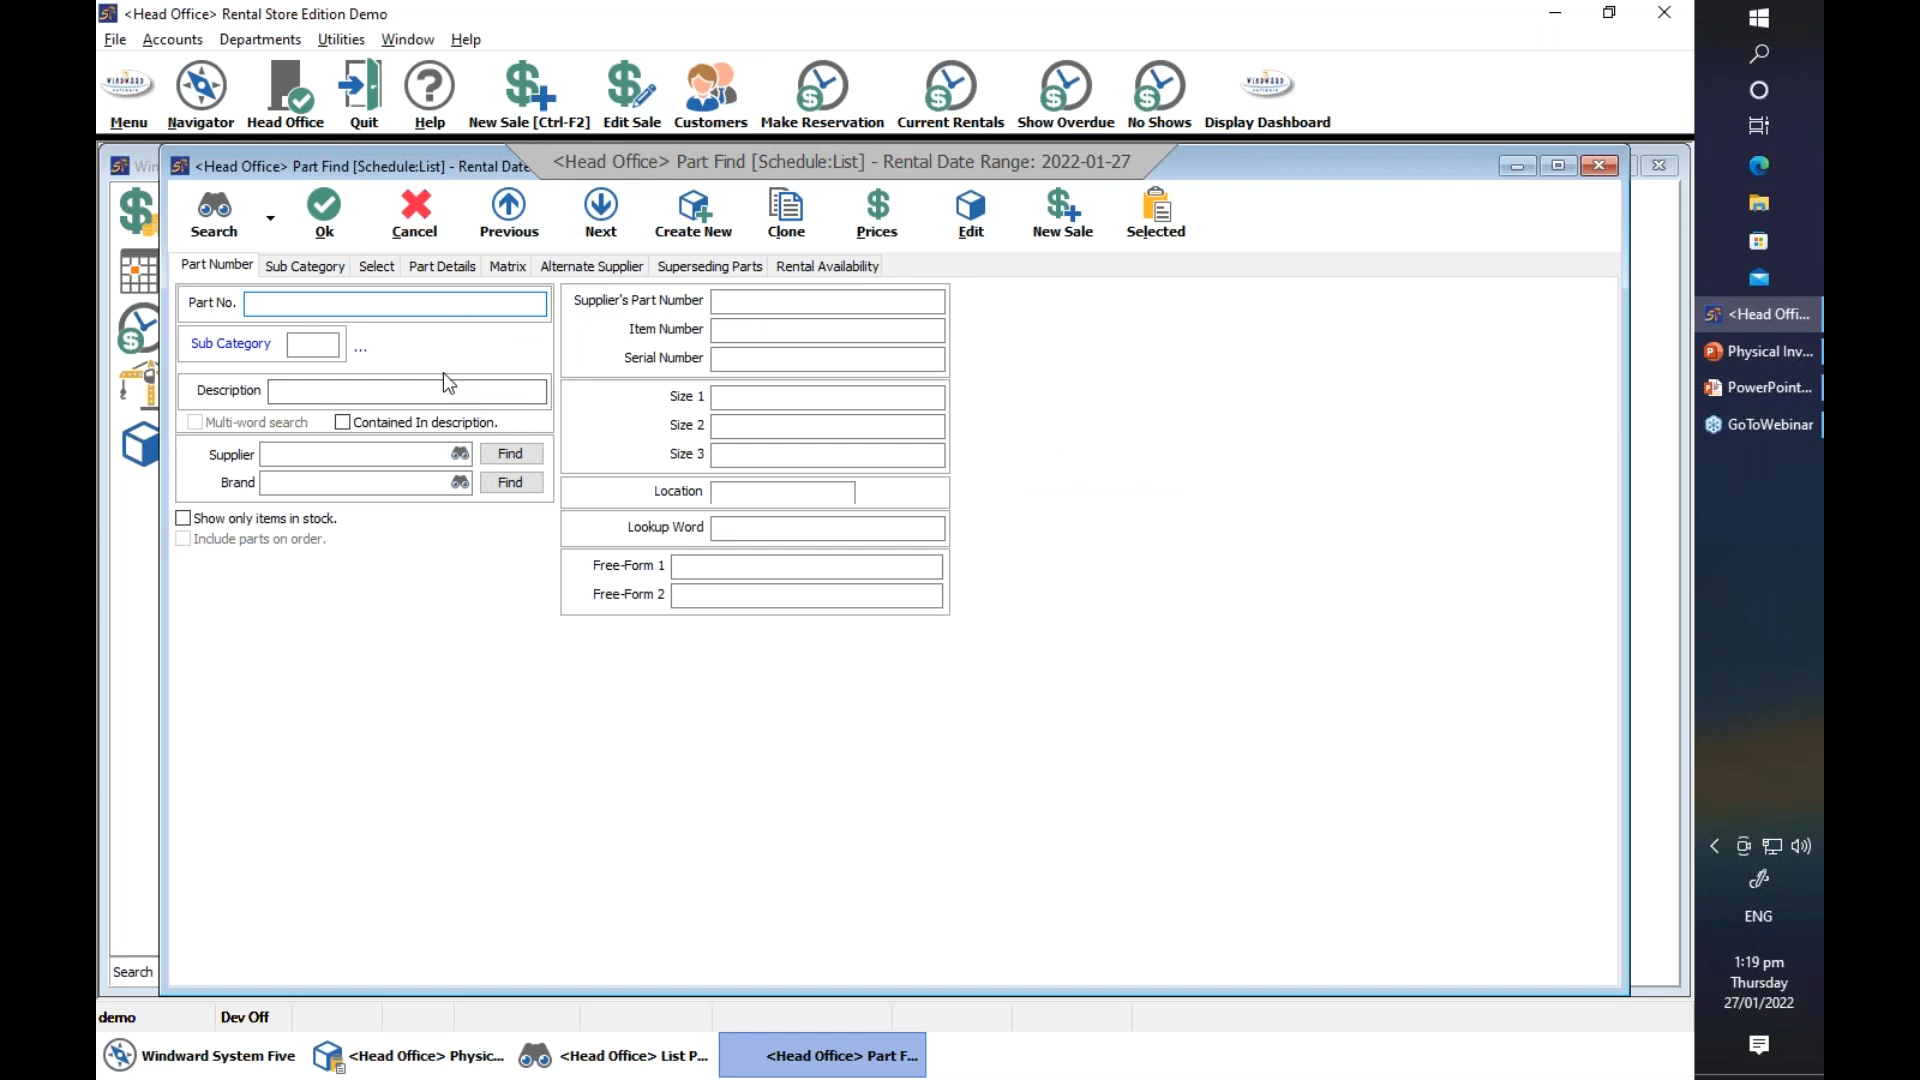 <Head Office> Rental Store Edition Demo
File Accounts Departments Utilities Window Help
Menu Navigator Head Office Quit Help New Sale [Ctrl-F2] Edit Sale Customers Make Reservation Current Rentals Show Overdue No Shows Display Dashboard
<Head Office> Part Find [Schedule:List] - Rental Date
<Head Office> Part Find [Schedule:List] - Rental Date Range: 2022-01-27
Search Ok Cancel Previous Next Create New Clone Prices Edit New Sale Selected
Part Number Sub Category Select Part Details Matrix Alternate Supplier Superseding Parts Rental Availability
Part No.
Sub Category ...
Description
Multi-word search Contained In description.
Supplier Find
Brand Find
Show only items in stock.
Include parts on order.
Supplier's Part Number
Item Number
Serial Number
Size 1
Size 2
Size 3
Location
Lookup Word
Free-Form 1
Free-Form 2
Search
demo Dev Off
Windward System Five <Head Office> Physic... <Head Office> List P... <Head Office> Part F...
<Head Offi...
Physical Inv...
PowerPoint...
GoToWebinar
ENG
1:19 pm
Thursday
27/01/2022